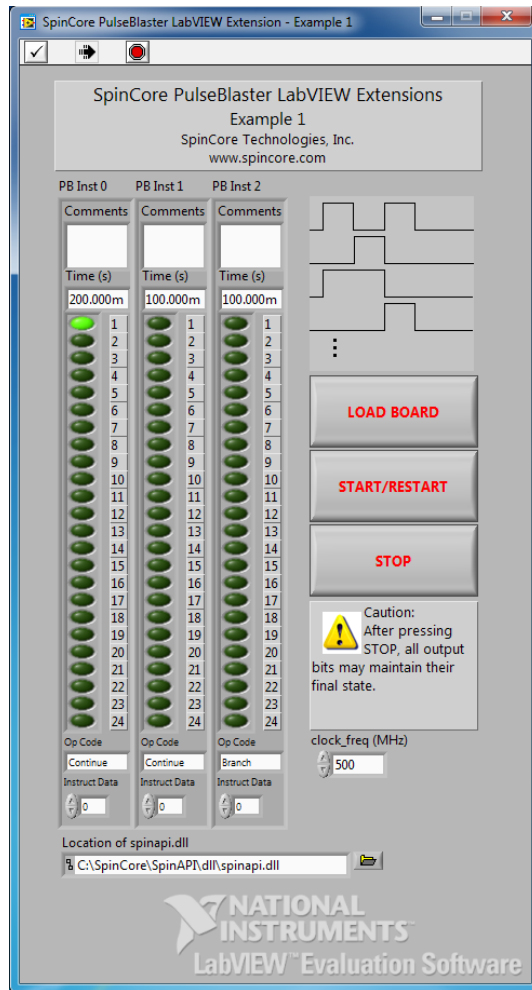 SpinCore PulseBlaster LabVIEW Extension - Example 1
SpinCore PulseBlaster LabVIEW Extensions
Example 1
SpinCore Technologies, Inc.
www.spincore.com
PB Inst 0 PB Inst 1 PB Inst 2
Comments Comments Comments
Time (s) Time (s) Time (s)
200.000m 100.000m 100.000m
1 1 1
2 2 2
3 3 3
4 4 4
5 5 5
6 6 6
7 7 7
8 8 8
9 9 9
10 10 10
11 11 11
12 12 12
13 13 13
14 14 14
15 15 15
16 16 16
17 17 17
18 18 18
19 19 19
20 20 20
21 21 21
22 22 22
23 23 23
24 24 24
Op Code Op Code Op Code
Continue Continue Branch
Instruct Data Instruct Data Instruct Data
0 0 0
LOAD BOARD
START/RESTART
STOP
Caution:
After pressing
STOP, all output
bits may maintain their
final state.
clock_freq (MHz)
500
Location of spinapi.dll
C:\SpinCore\SpinAPI\dll\spinapi.dll
NATIONAL
INSTRUMENTS™
LabVIEW™ Evaluation Software